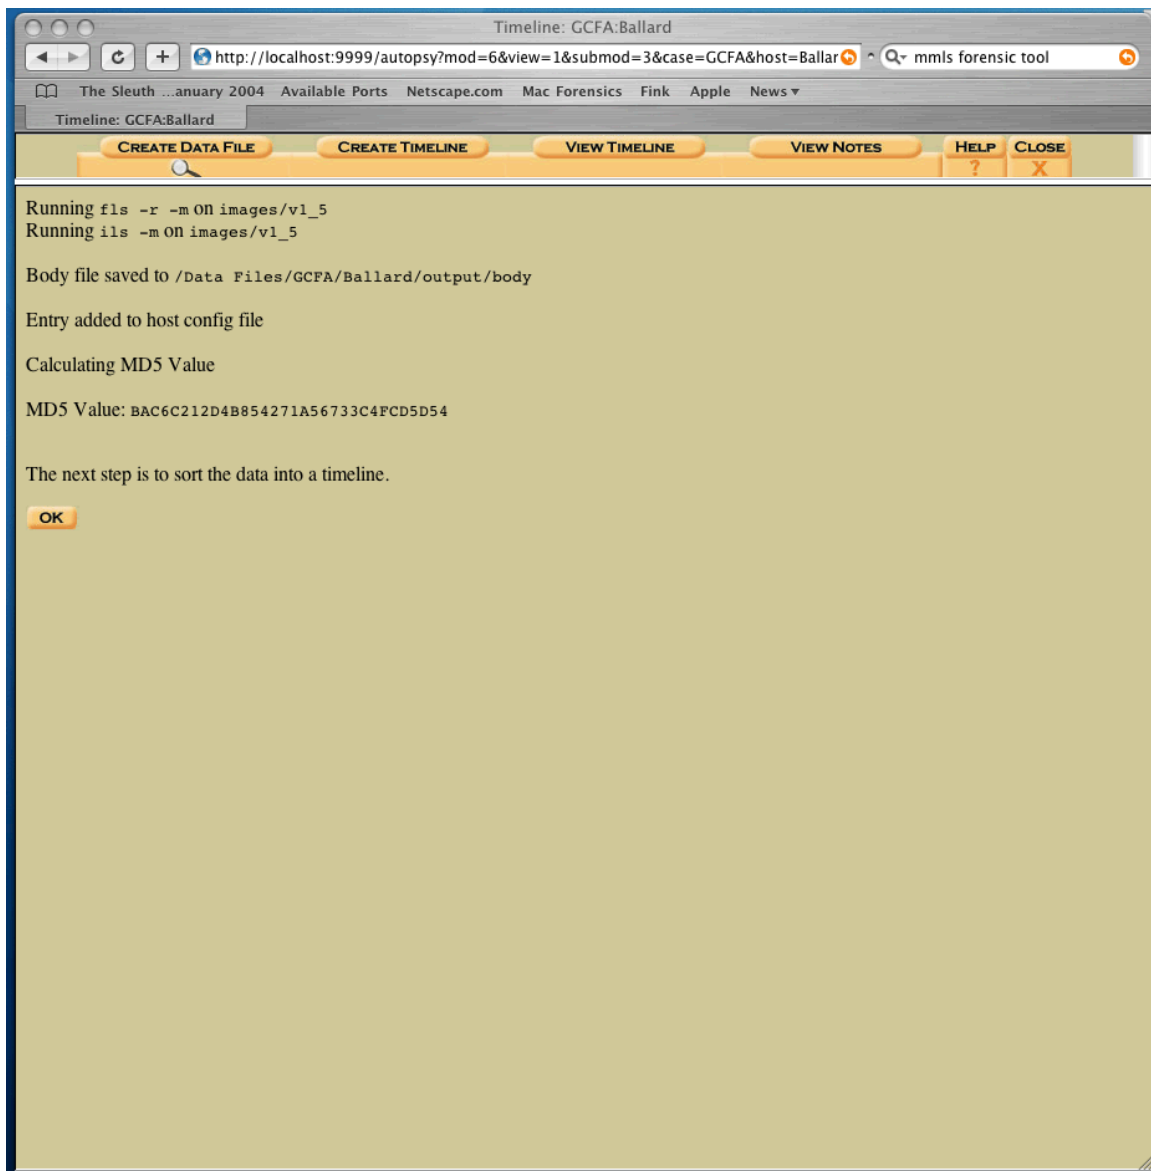 Timeline: GCFA:Ballard
http://localhost:9999/autopsy?mod=6&view=1&submod=3&case=GCFA&host=Ballar
mmls forensic tool
The Sleuth ...anuary 2004 Available Ports Netscape.com Mac Forensics Fink Apple News
Timeline: GCFA:Ballard
CREATE DATA FILE CREATE TIMELINE VIEW TIMELINE VIEW NOTES HELP CLOSE
? X
Running fls -r -m on images/v1_5
Running ils -m on images/v1_5
Body file saved to /Data Files/GCFA/Ballard/output/body
Entry added to host config file
Calculating MD5 Value
MD5 Value: BAC6C212D4B854271A56733C4FCD5D54
The next step is to sort the data into a timeline.
OK